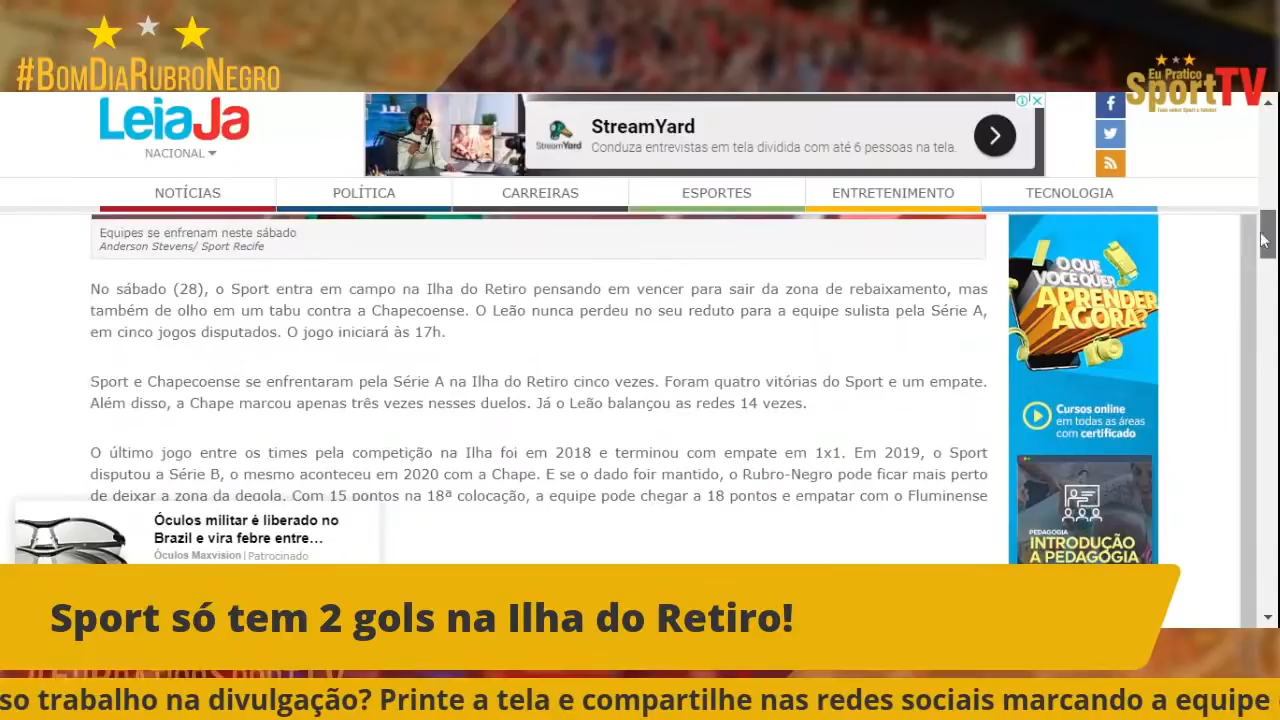 #BomDiaRubroNegro
Eu Pratico
SportTV
LeiaJa
NACIONAL
StreamYard
StreamYard
Conduza entrevistas em tela dividida com até 6 pessoas na tela.
NOTÍCIAS
POLÍTICA
CARREIRAS
ESPORTES
ENTRETENIMENTO
TECNOLOGIA
Equipes se enfrenam neste sábado
Anderson Stevens/ Sport Recife
No sábado (28), o Sport entra em campo na Ilha do Retiro pensando em vencer para sair da zona de rebaixamento, mas
também de olho em um tabu contra a Chapecoense. O Leão nunca perdeu no seu reduto para a equipe sulista pela Série A,
em cinco jogos disputados. O jogo iniciará às 17h.
Sport e Chapecoense se enfrentaram pela Série A na Ilha do Retiro cinco vezes. Foram quatro vitórias do Sport e um empate.
Além disso, a Chape marcou apenas três vezes nesses duelos. Já o Leão balançou as redes 14 vezes.
O último jogo entre os times pela competição na Ilha foi em 2018 e terminou com empate em 1x1. Em 2019, o Sport
disputou a Série B, o mesmo aconteceu em 2020 com a Chape. E se o dado foir mantido, o Rubro-Negro pode ficar mais perto
de deixar a zona da degola. Com 15 pontos na 18ª colocação, a equipe pode chegar a 18 pontos e empatar com o Fluminense
O QUE
VOCÊ QUER
APRENDER
AGORA?
Cursos online
em todas as áreas
com certificado
PEDAGOGIA
INTRODUÇÃO
A PEDAGOGIA
Óculos militar é liberado no
Brazil e vira febre entre…
Óculos Maxvision | Patrocinado
Sport só tem 2 gols na Ilha do Retiro!
so trabalho na divulgação? Printe a tela e compartilhe nas redes sociais marcando a equipe